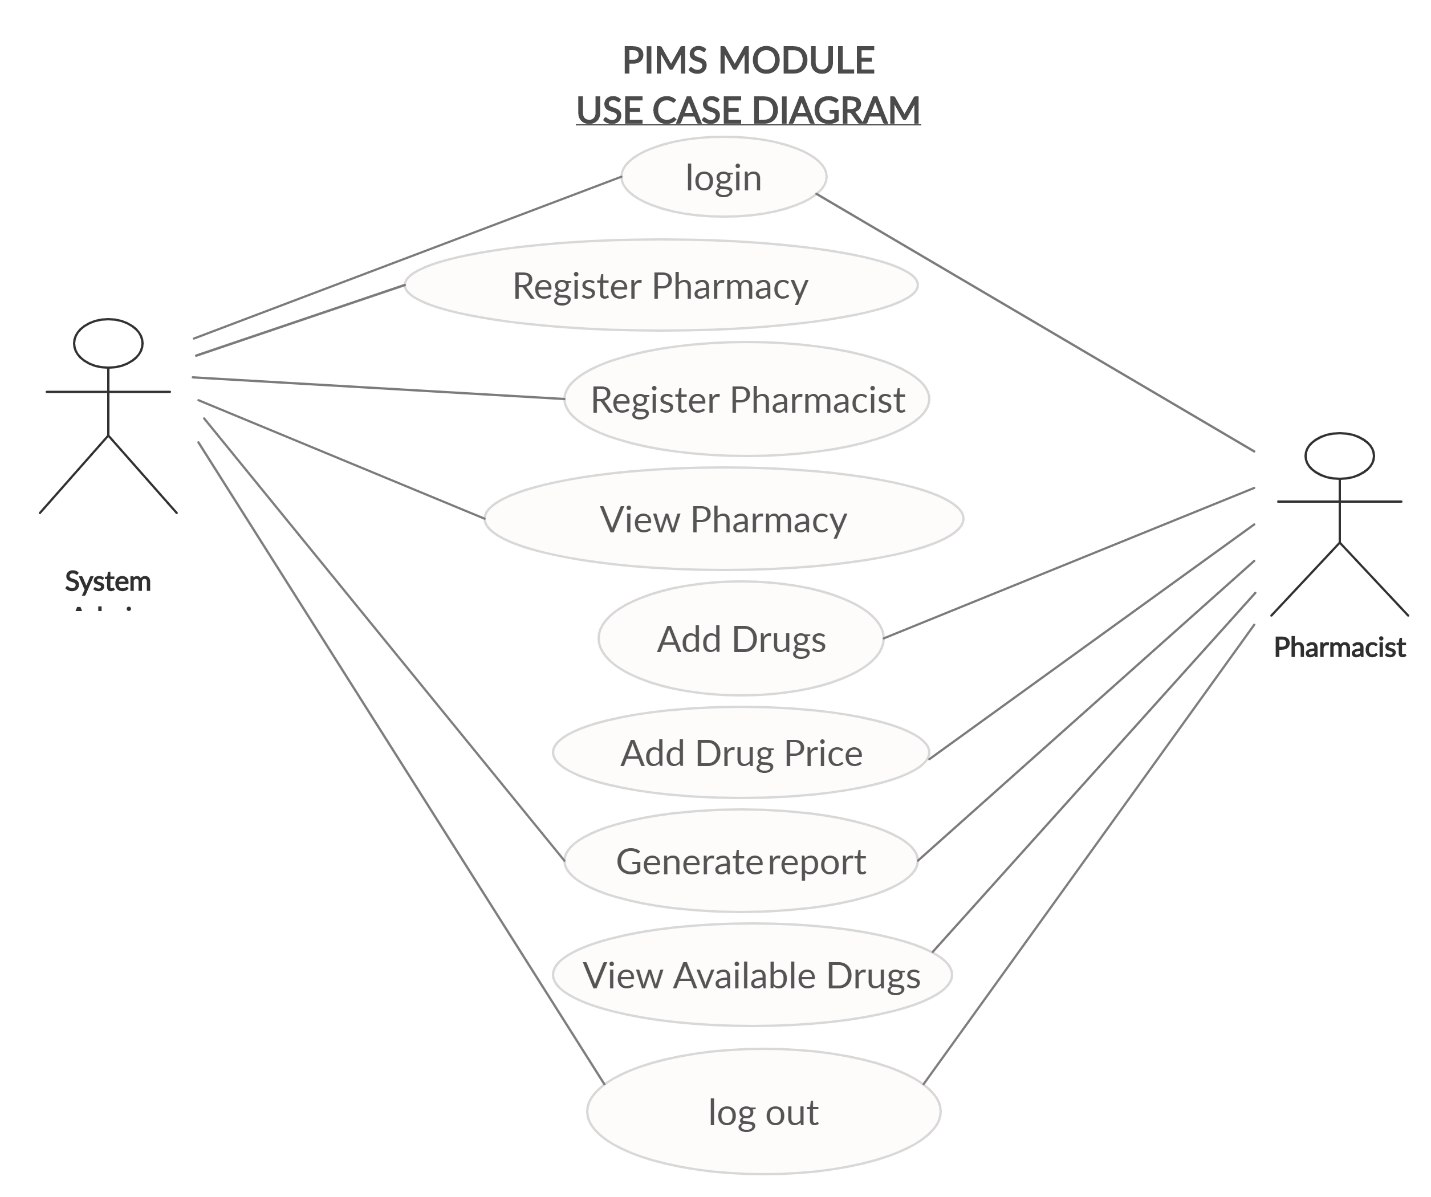 PIMS MODULE
USE CASE DIAGRAM
login
Register Pharmacy
Register Pharmacist
View Pharmacy
System
Add Drugs
Pharmacist
Add Drug Price
Generate report
View Available Drugs
log out